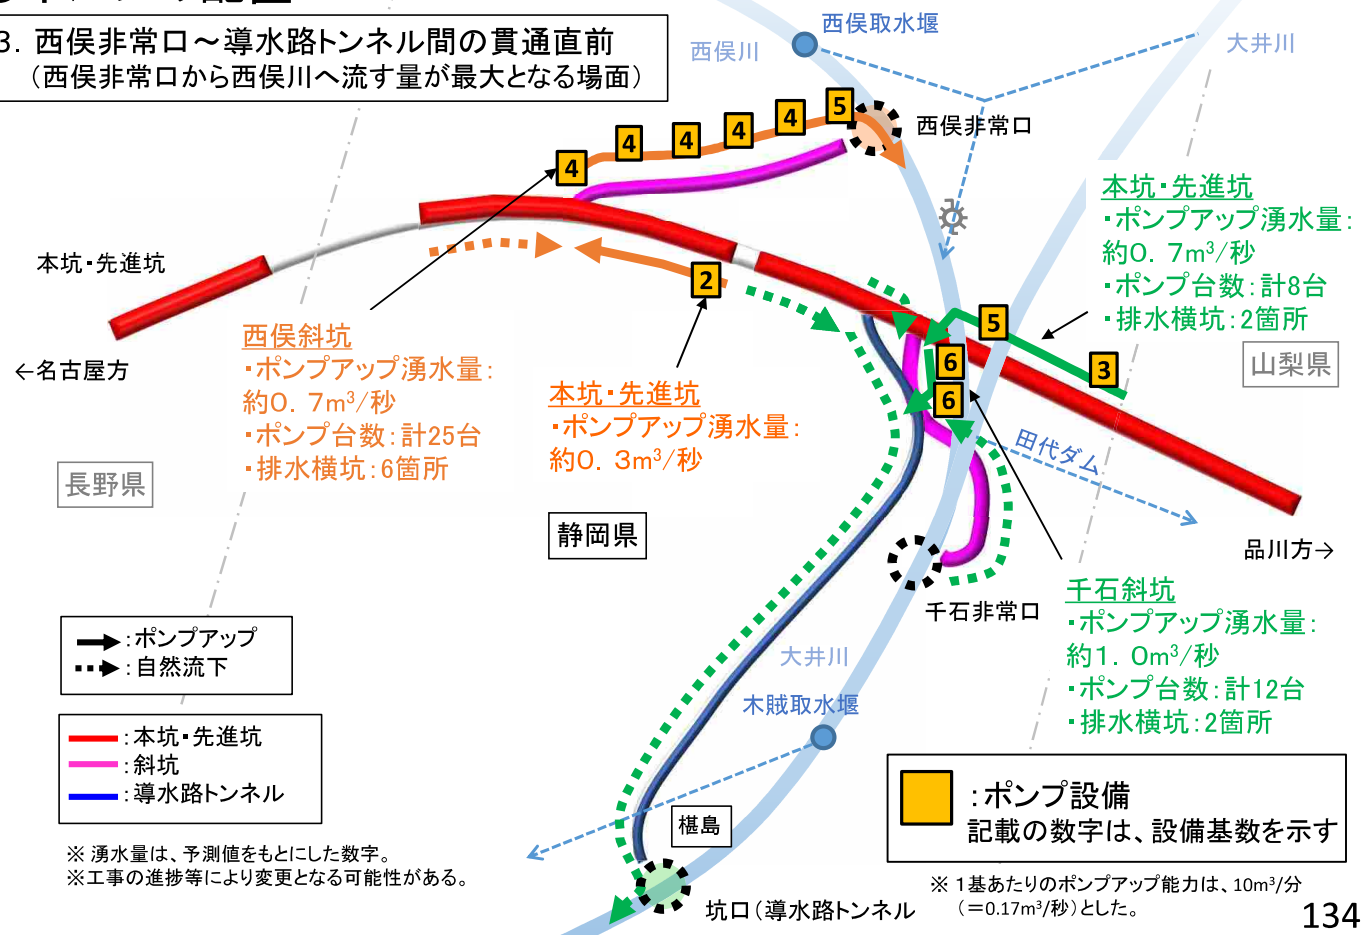 3. 西俣非常口～導水路トンネル間の貫通直前
（西俣非常口から西俣川へ流す量が最大となる場面）
西俣取水堰
西俣川
大井川
西俣非常口
4
4
4
4
4
5
本坑・先進坑
・ポンプアップ湧水量：
約0．7m³/秒
・ポンプ台数：計8台
・排水横坑：2箇所
本坑・先進坑
←名古屋方
2
西俣斜坑
・ポンプアップ湧水量：
約0．7m³/秒
・ポンプ台数：計25台
・排水横坑：6箇所
本坑・先進坑
・ポンプアップ湧水量：
約0．3m³/秒
5
3
6
6
山梨県
長野県
静岡県
田代ダム
品川方→
千石非常口
千石斜坑
・ポンプアップ湧水量：
約1．0m³/秒
・ポンプ台数：計12台
・排水横坑：2箇所
：ポンプアップ
：自然流下
大井川
木賊取水堰
：本坑・先進坑
：斜坑
：導水路トンネル
椹島
：ポンプ設備
記載の数字は、設備基数を示す
※ 湧水量は、予測値をもとにした数字。
※工事の進捗等により変更となる可能性がある。
坑口（導水路トンネル
※ 1基あたりのポンプアップ能力は、10m³/分
（＝0.17m³/秒）とした。
134